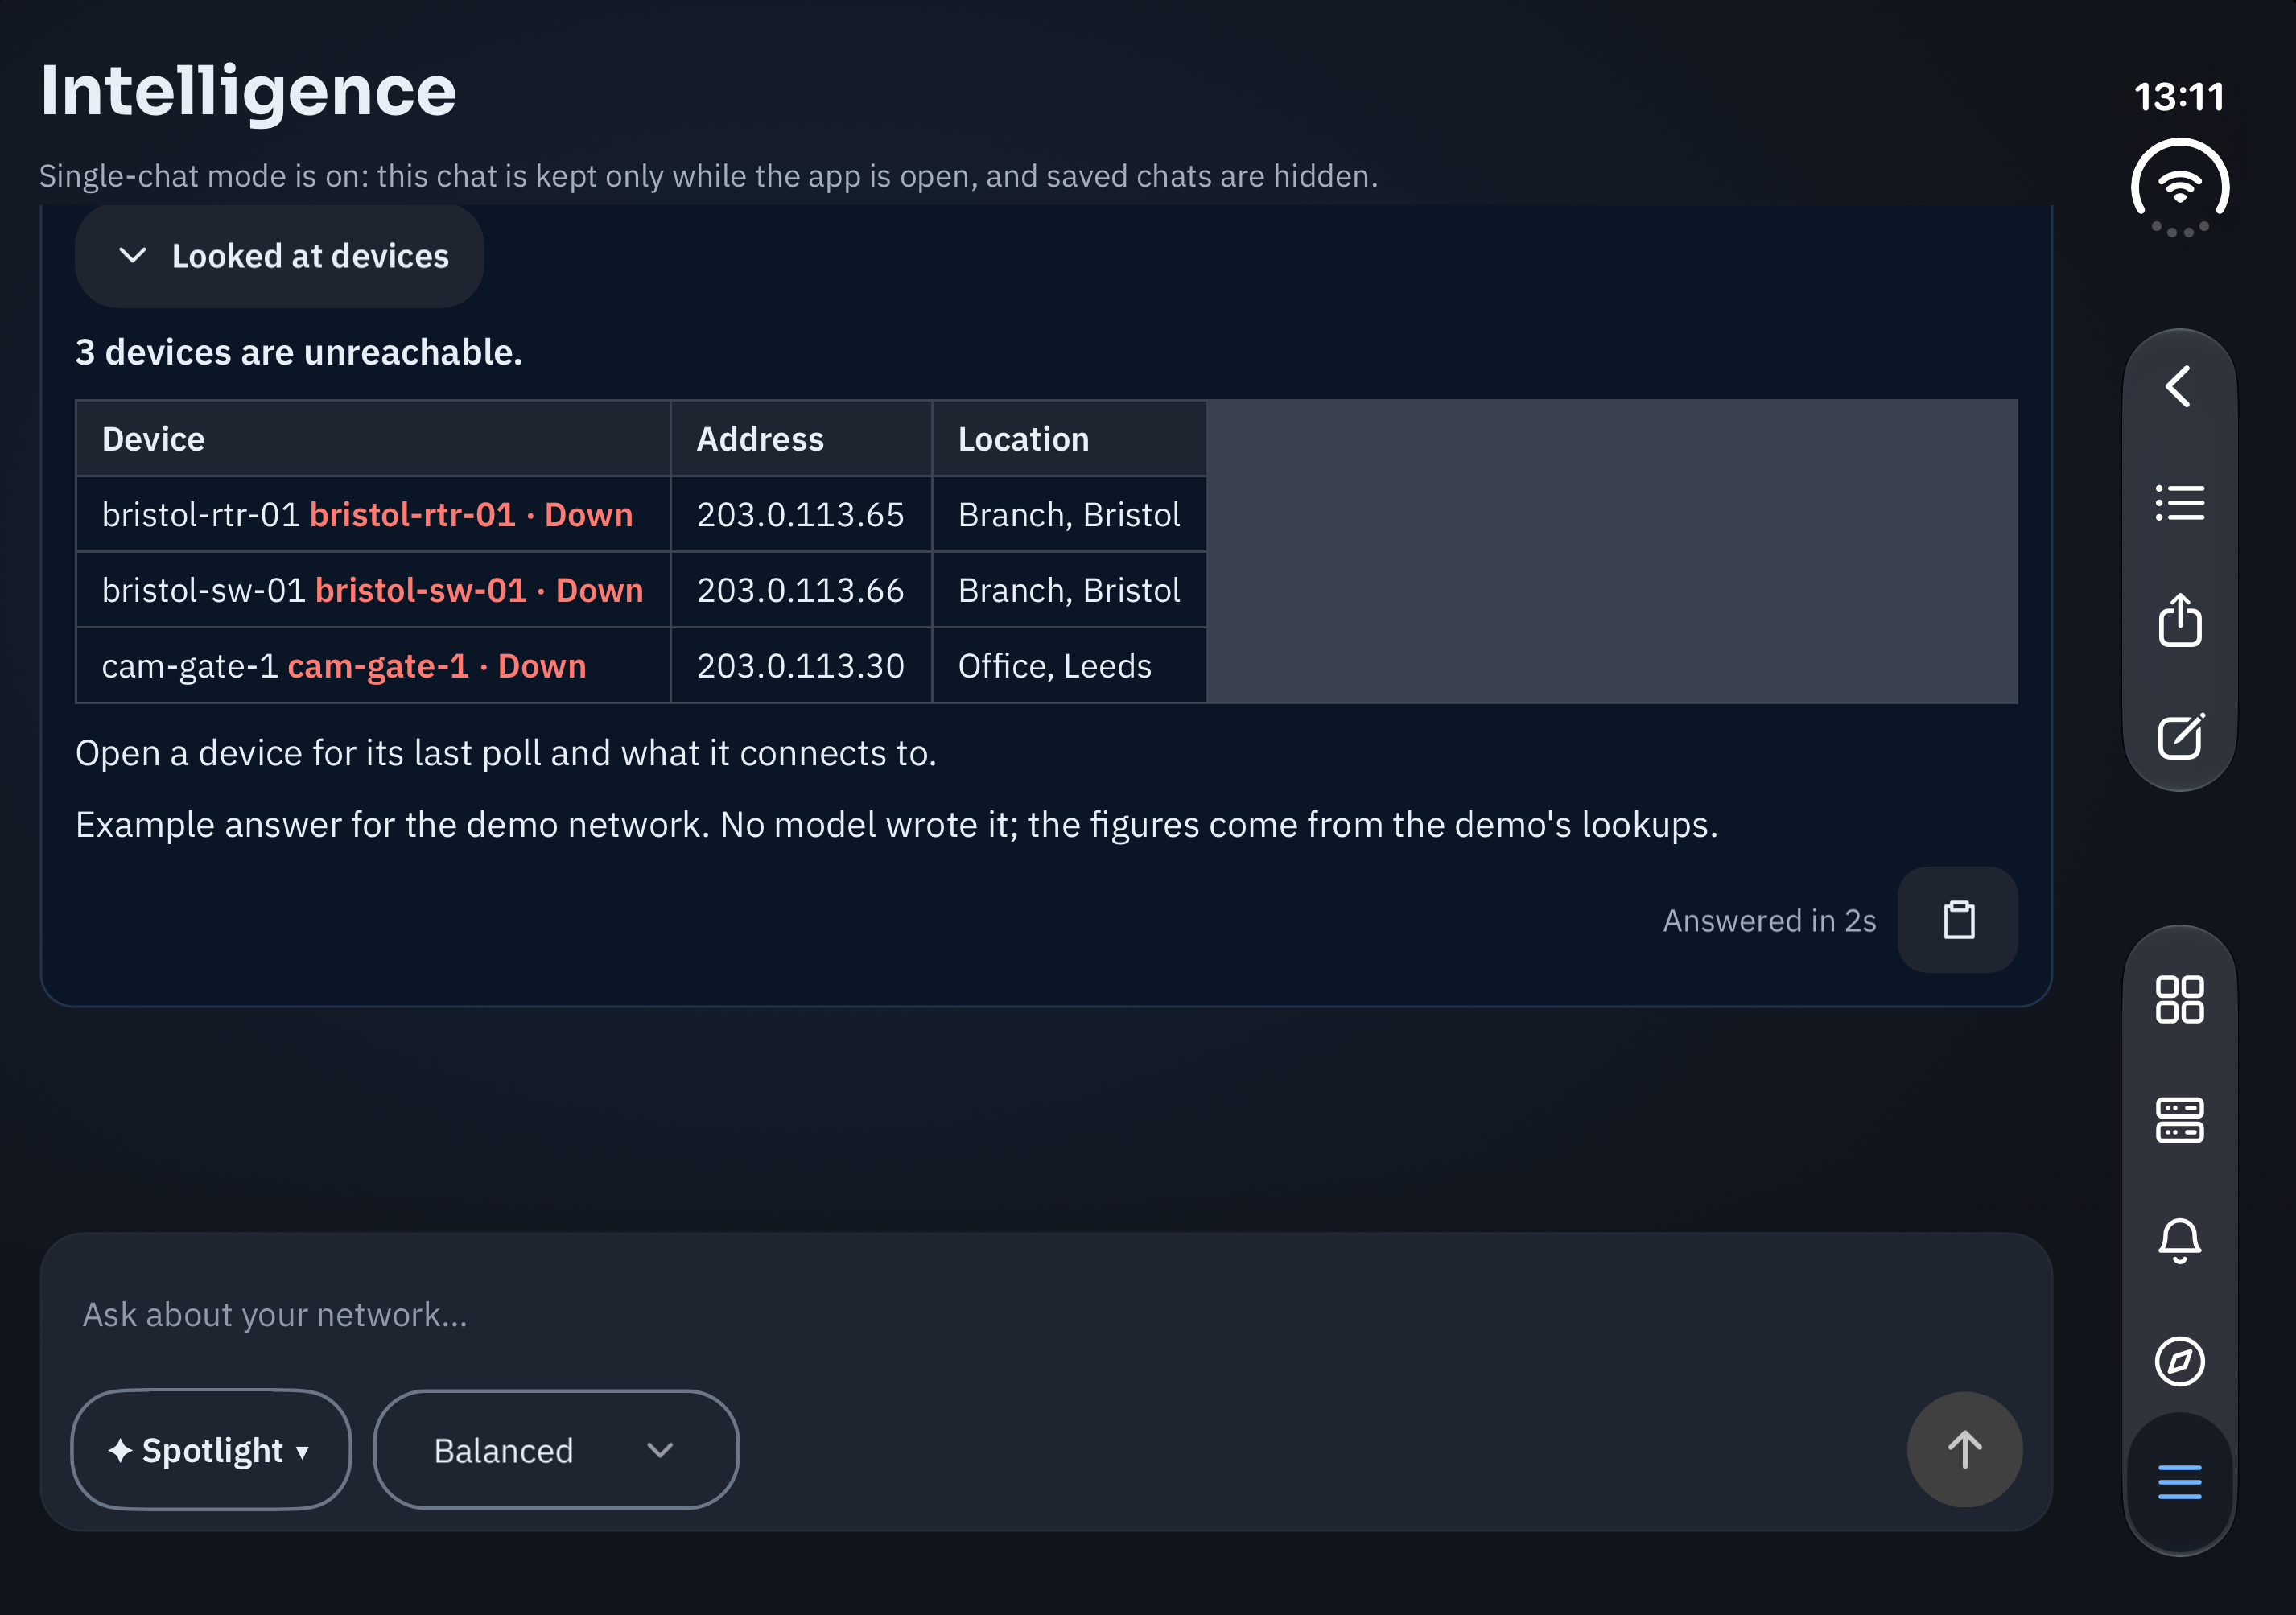 Intelligence
13:11
Single-chat mode is on: this chat is kept only while the app is open, and saved chats are hidden.
Looked at devices
3 devices are unreachable.
Device Address Location
bristol-rtr-01 bristol-rtr-01 · Down 203.0.113.65 Branch, Bristol
bristol-sw-01 bristol-sw-01 · Down 203.0.113.66 Branch, Bristol
cam-gate-1 cam-gate-1 · Down 203.0.113.30 Office, Leeds
Open a device for its last poll and what it connects to.
Example answer for the demo network. No model wrote it; the figures come from the demo's lookups.
Answered in 2s
Ask about your network...
✦ Spotlight ▾ Balanced